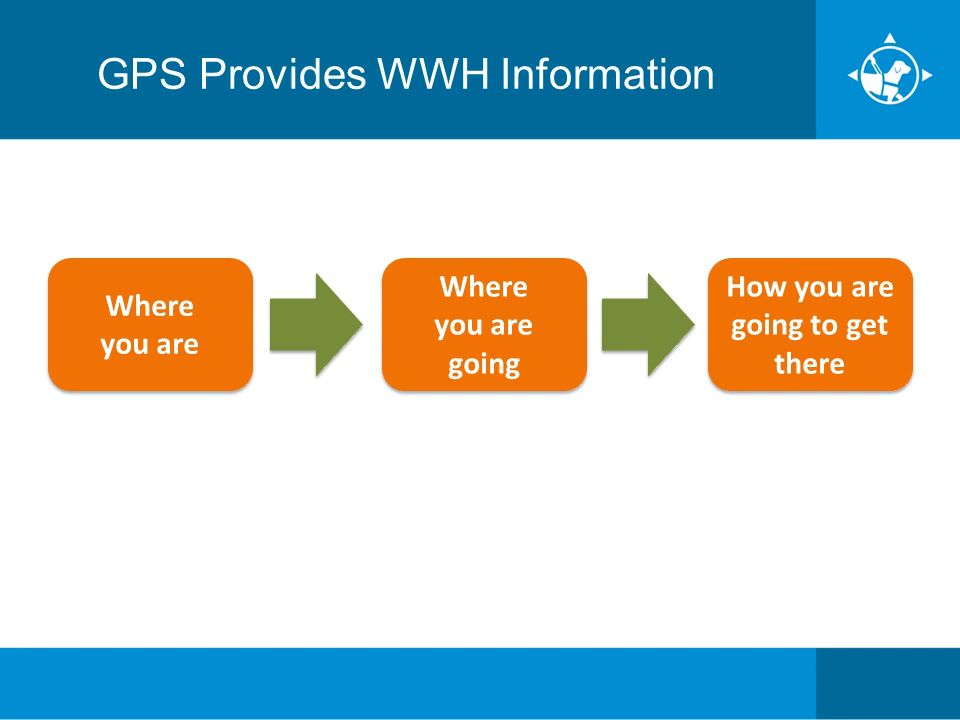 GPS Provides WWH Information
Where
you are
Where
you are
going
How you are
going to get
there